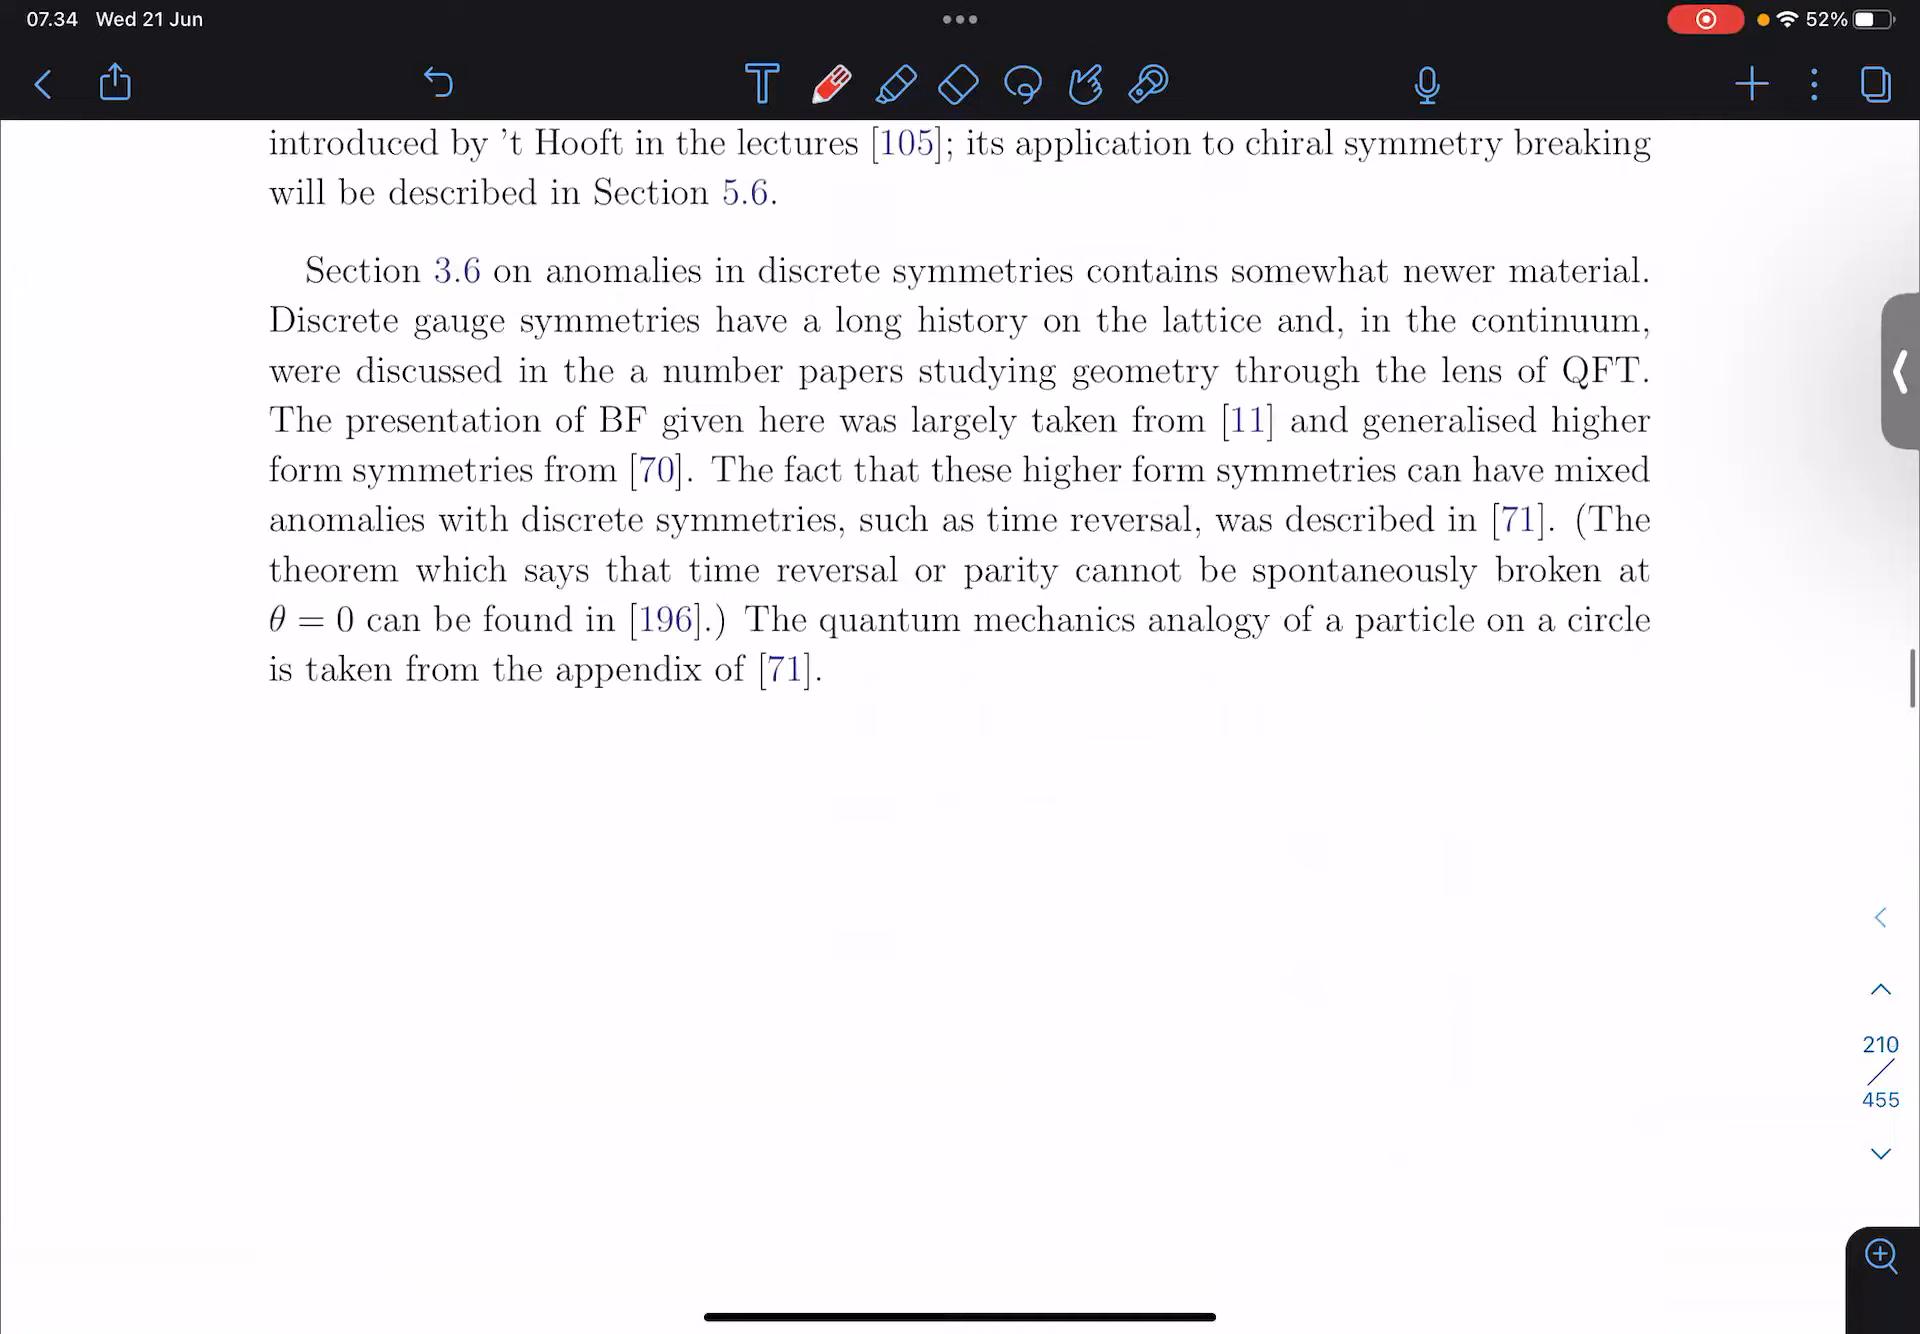 07.34 Wed 21 Jun
52%
introduced by ’t Hooft in the lectures [105]; its application to chiral symmetry breaking
will be described in Section 5.6.
Section 3.6 on anomalies in discrete symmetries contains somewhat newer material.
Discrete gauge symmetries have a long history on the lattice and, in the continuum,
were discussed in the a number papers studying geometry through the lens of QFT.
The presentation of BF given here was largely taken from [11] and generalised higher
form symmetries from [70]. The fact that these higher form symmetries can have mixed
anomalies with discrete symmetries, such as time reversal, was described in [71]. (The
theorem which says that time reversal or parity cannot be spontaneously broken at
θ = 0 can be found in [196].) The quantum mechanics analogy of a particle on a circle
is taken from the appendix of [71].
210
/
455